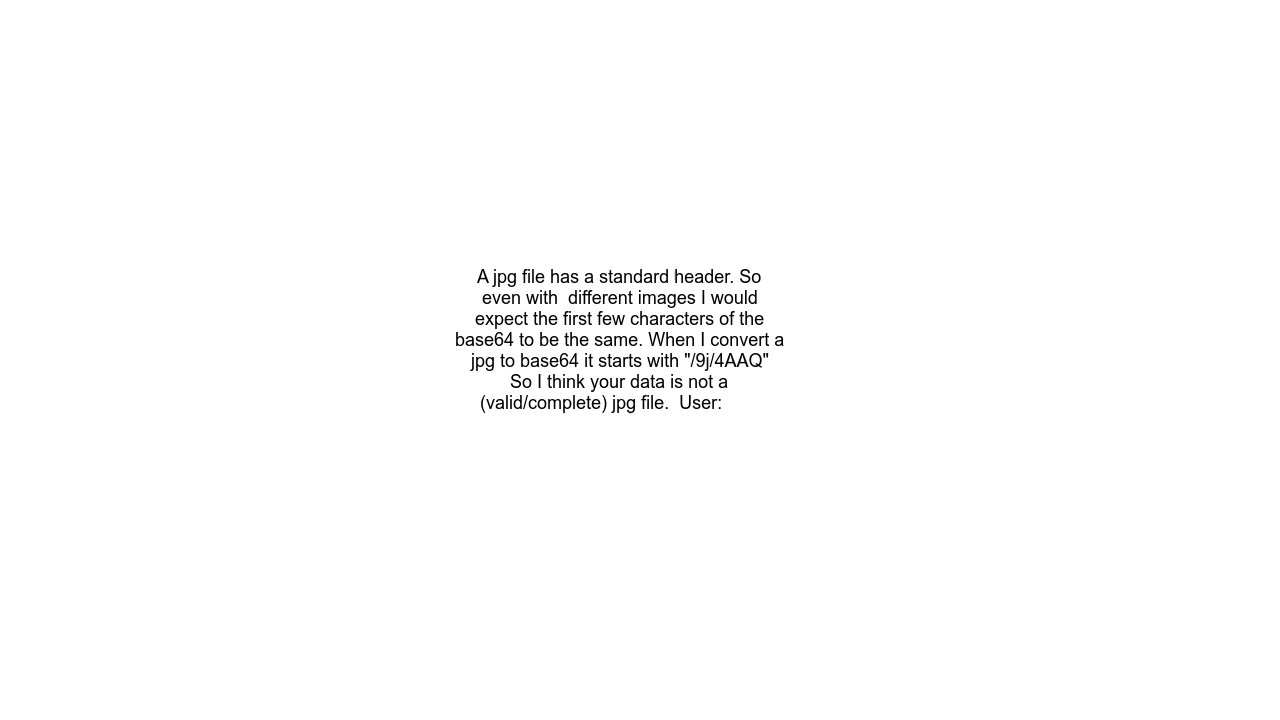 A jpg file has a standard header. So
even with  different images I would
expect the first few characters of the
base64 to be the same. When I convert a
jpg to base64 it starts with "/9j/4AAQ"
So I think your data is not a
(valid/complete) jpg file.  User: